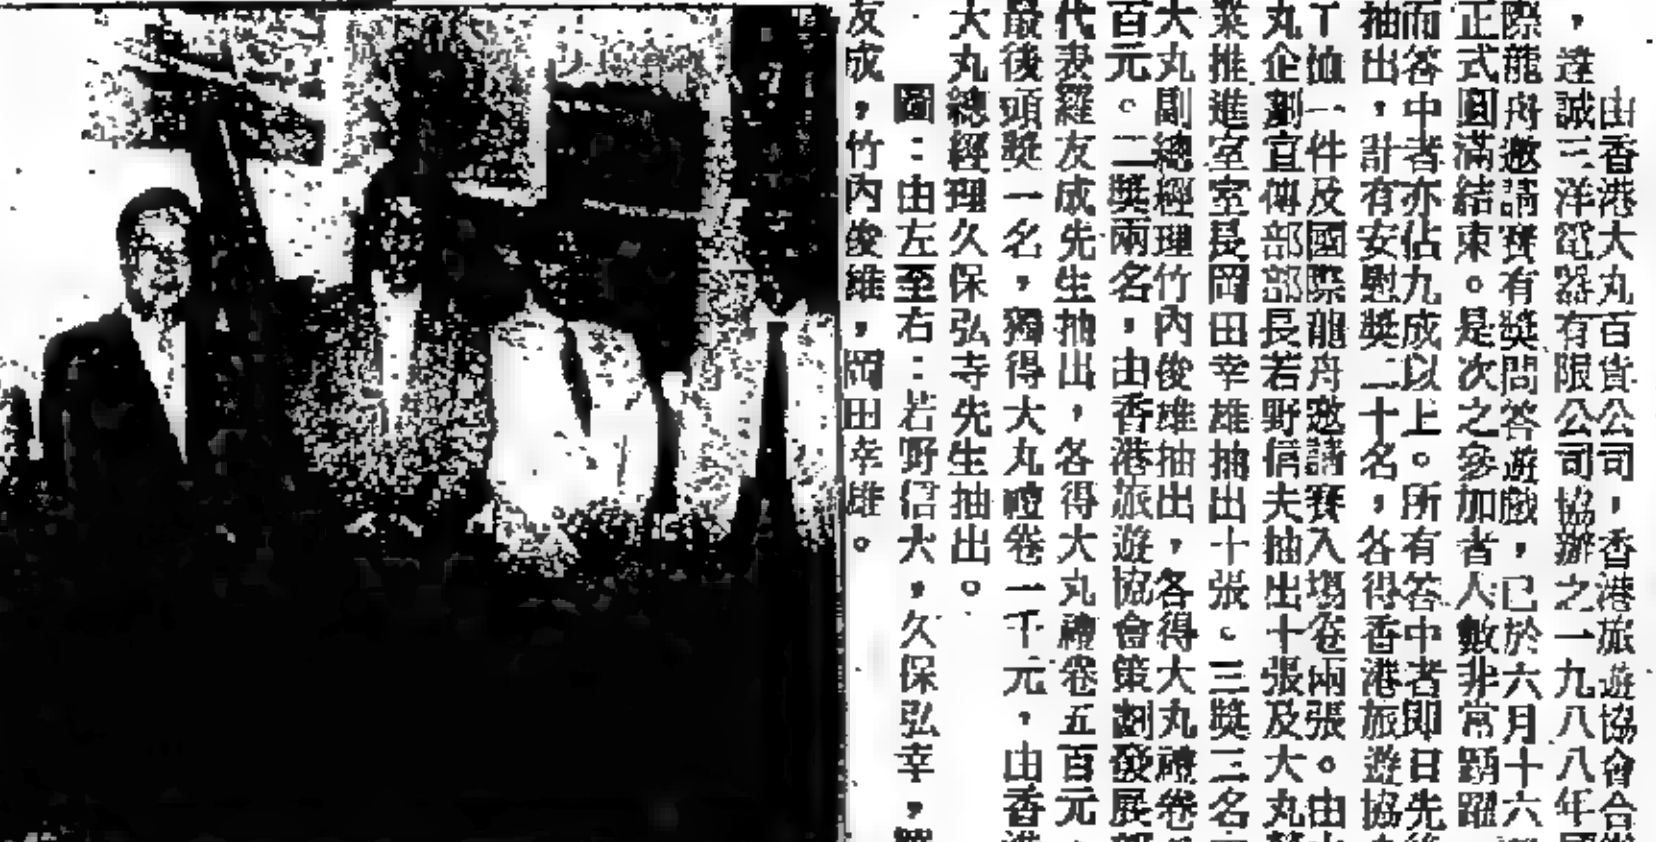 由香港大丸百貨公司，香港旅遊協會合辦
，達誠三洋電器有限公司協辦之一九八八年國
際龍舟邀請賽有獎問答遊戲，已於六月十六
正式圓滿結束。是次之參加者人數非常踴躍
而答中者亦佔九成以上。所有答中者即日先後
抽出，計有安慰獎二十名，各得香港旅遊協
T恤一件及國際龍舟邀請賽入場卷兩張。由大
丸企劃宣傳部部長若野信夫抽出十張及大丸
業推進室室長岡田幸雄抽出十張。三獎三名
大丸副總經理竹內俊雄抽出，各得大丸禮卷
百元。二獎兩名，由香港旅遊協會策劃發展部
代表羅友成先生抽出，各得大丸禮卷五百元，
最後頭獎一名，獨得大丸禮卷一千元，由香港
大丸總經理久保弘寺先生抽出。
圖：由左至右：若野信夫，久保弘幸，羅
友成，竹內俊雄，岡田幸雄。